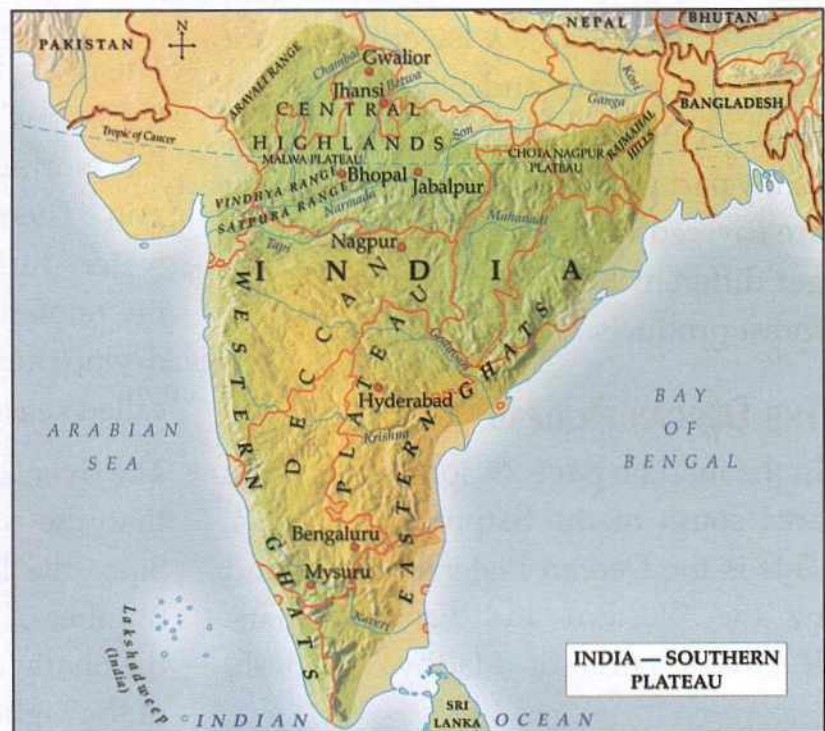 PAKISTAN
N
NEPAL
BHUTAN
Chambal
Gwalior
Kosi
ARAVALI RANGE
Jhansi
Betwa
Ganga
BANGLADESH
CENTRAL
Tropic of Cancer
HIGHLANDS
Son
RAJMAHAL
HILLS
MALWA PLATEAU
CHOTA NAGPUR
PLATEAU
Bhopal
Jabalpur
VINDHYA RANGE
SATPURA RANGE
Narmada
Mahanadi
Tapi
Nagpur
INDIA
WESTERN GHATS
DECCAN
PLATEAU
Godavari
EASTERN GHATS
Hyderabad
Krishna
ARABIAN
SEA
BAY
OF
BENGAL
Bengaluru
Mysuru
Kaveri
Lakshadweep
(India)
INDIA — SOUTHERN
PLATEAU
SRI
LANKA
INDIAN OCEAN